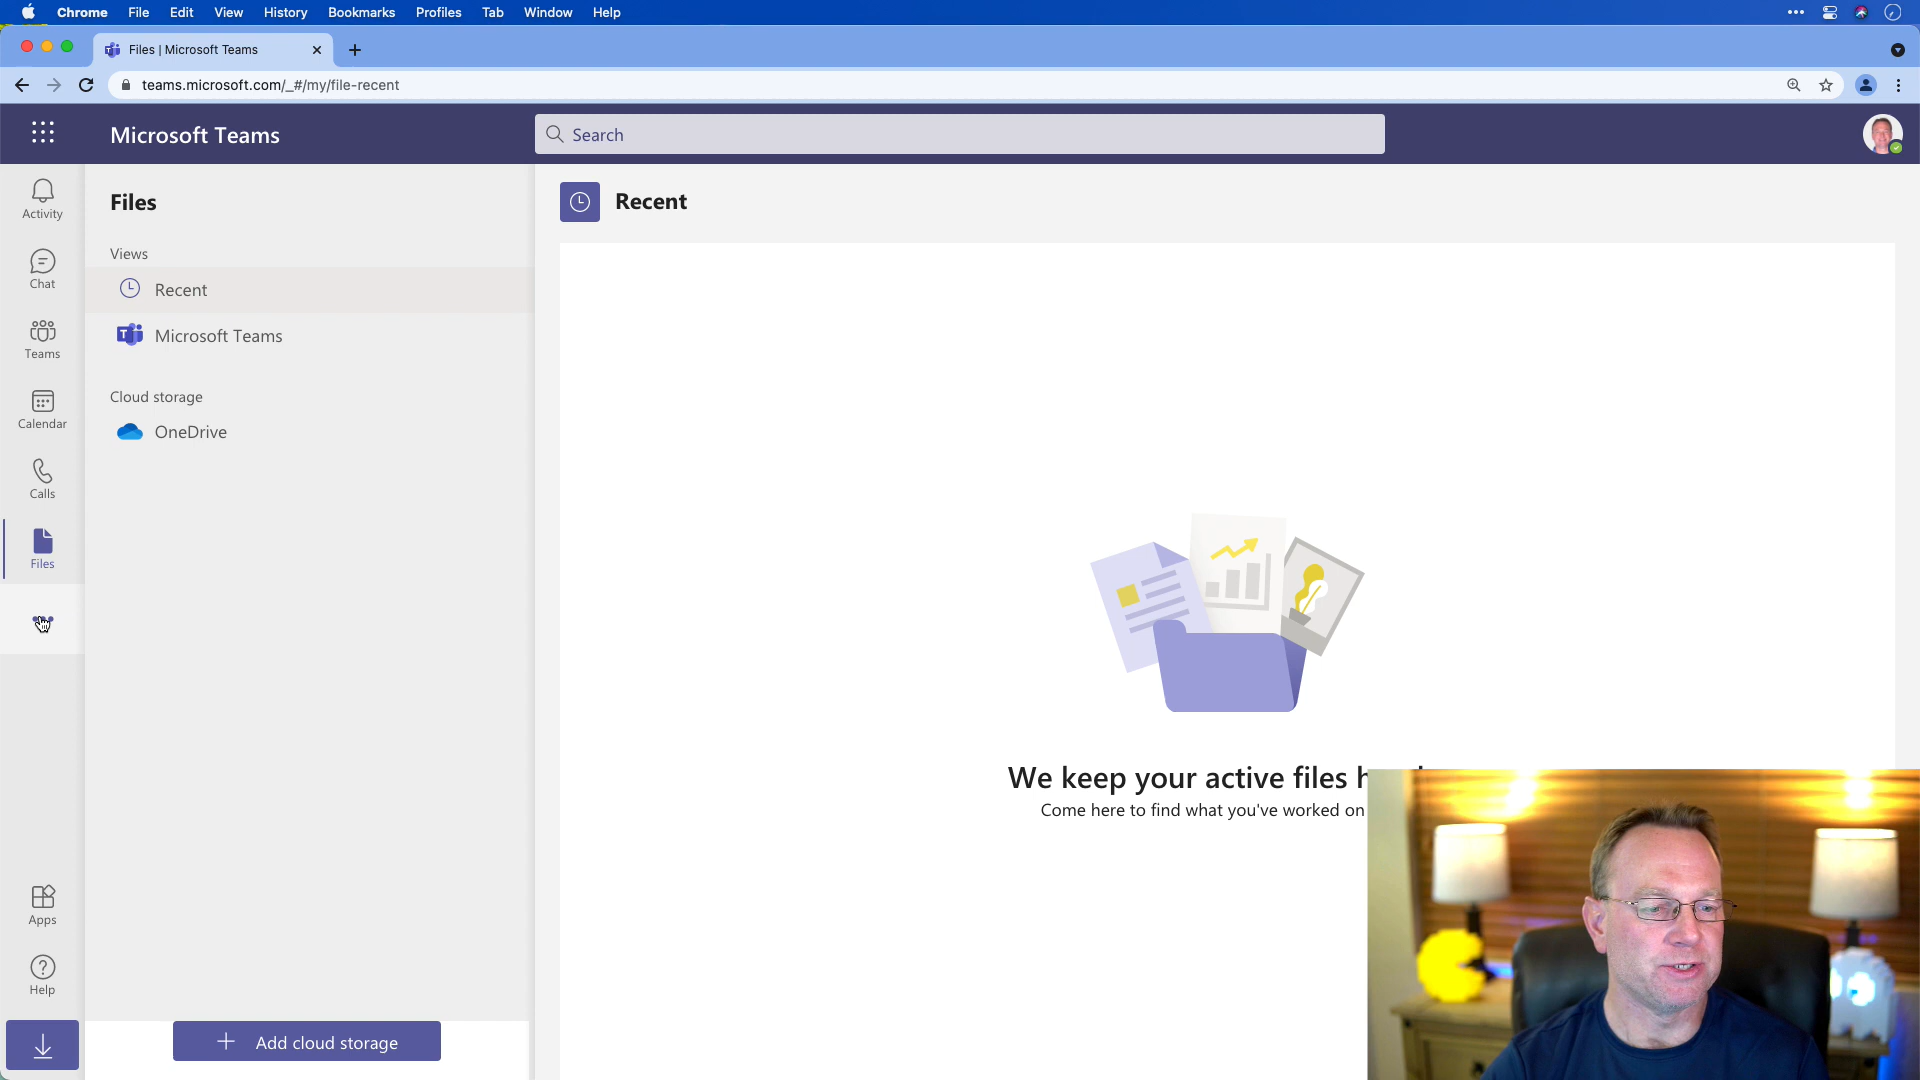 Chrome File Edit View History Bookmarks Profiles Tab Window Help
Files | Microsoft Teams
teams.microsoft.com/_#/my/file-recent
Microsoft Teams
Search
Activity
Chat
Teams
Calendar
Calls
Files
Apps
Help
Files
Views
Recent
Microsoft Teams
Cloud storage
OneDrive
Add cloud storage
Recent
We keep your active files
Come here to find what you've worked on